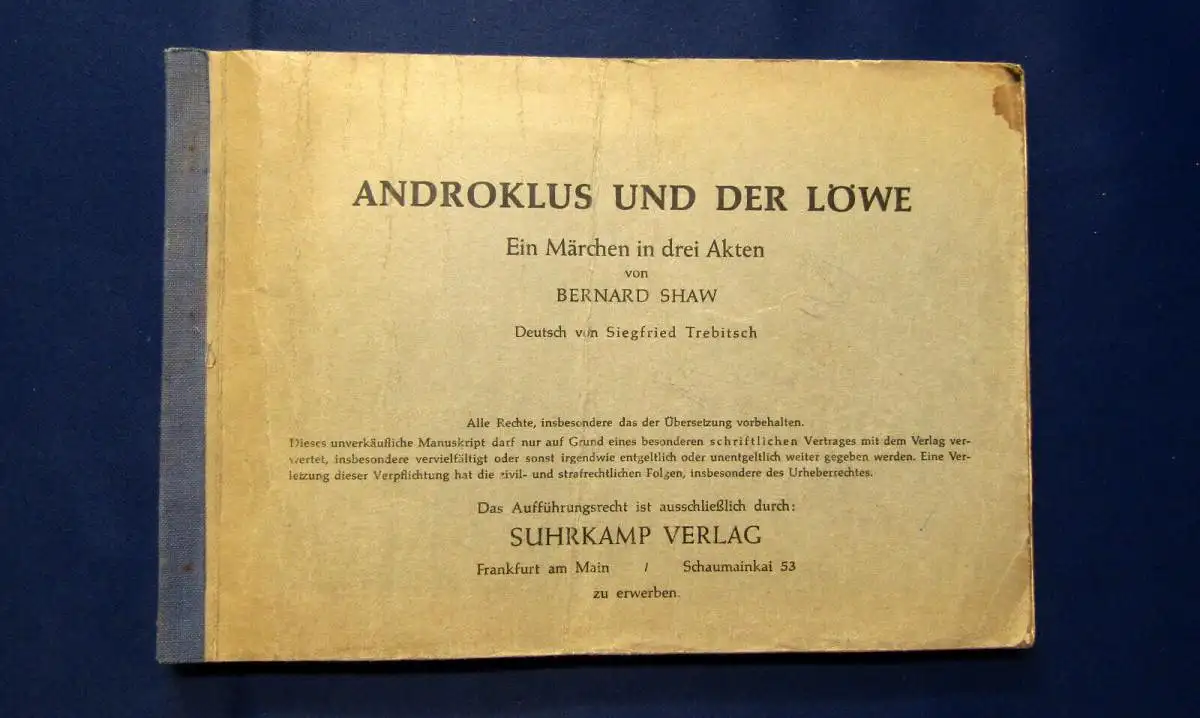 ANDROKLUS UND DER LÖWE
Ein Märchen in drei Akten
von
BERNARD SHAW
Deutsch von Siegfried Trebitsch
Alle Rechte, insbesondere das der Übersetzung vorbehalten.
Dieses unverkäufliche Manuskript darf nur auf Grund eines besonderen schriftlichen Vertrages mit dem Verlag ver-
wertet, insbesondere vervielfältigt oder sonst irgendwie entgeltlich oder unentgeltlich weiter gegeben werden. Eine Ver-
letzung dieser Verpflichtung hat die zivil- und strafrechtlichen Folgen, insbesondere des Urheberrechtes.
Das Aufführungsrecht ist ausschließlich durch:
SUHRKAMP VERLAG
Frankfurt am Main / Schaumainkai 53
zu erwerben.